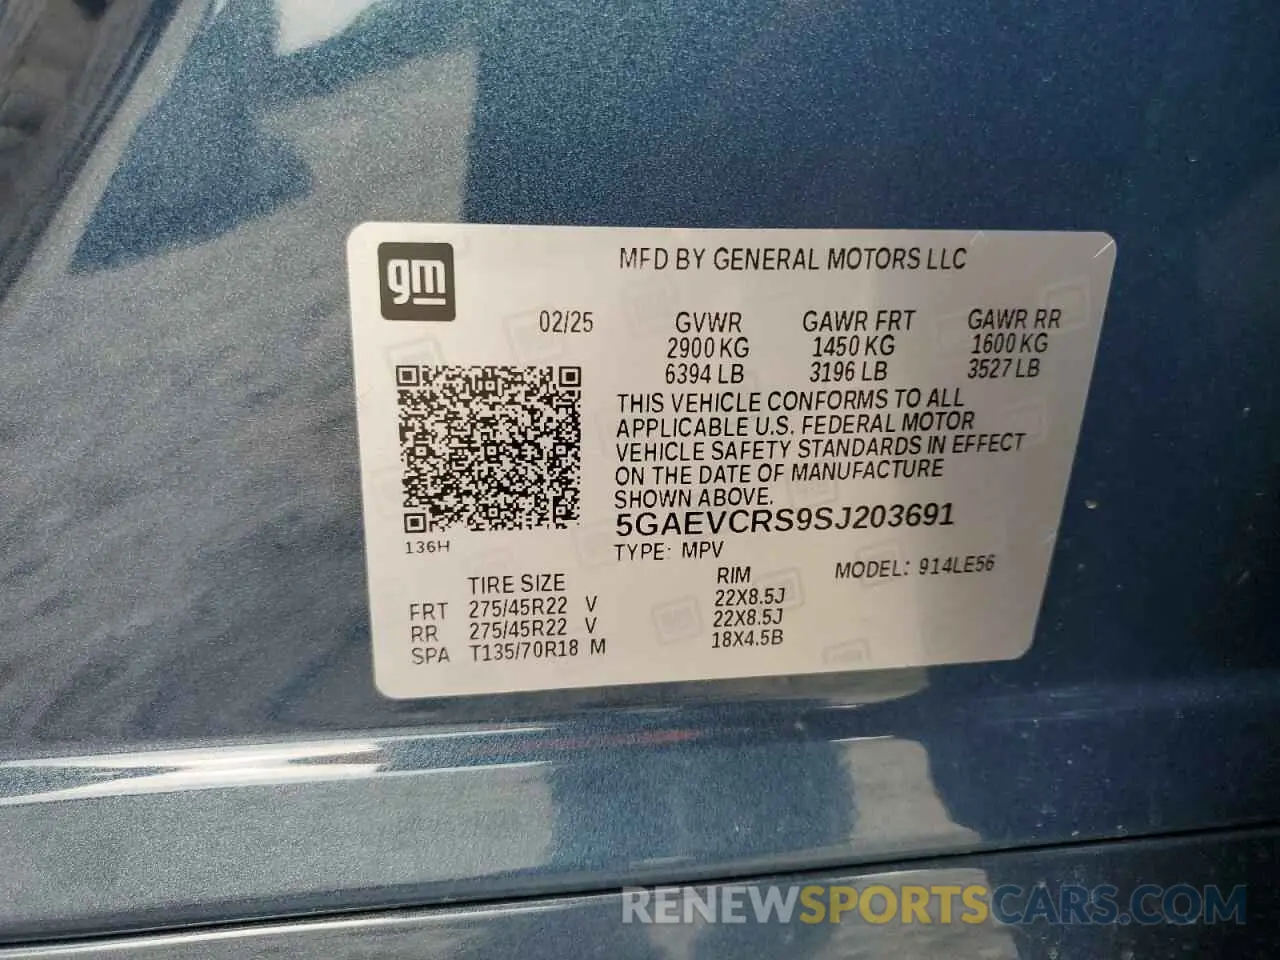 gm
MFD BY GENERAL MOTORS LLC
02/25 GVWR GAWR FRT GAWR RR
2900 KG 1450 KG 1600 KG
6394 LB 3196 LB 3527 LB
THIS VEHICLE CONFORMS TO ALL
APPLICABLE U.S. FEDERAL MOTOR
VEHICLE SAFETY STANDARDS IN EFFECT
ON THE DATE OF MANUFACTURE
SHOWN ABOVE.
5GAEVCRS9SJ203691
136H
TYPE: MPV MODEL: 914LE56
TIRE SIZE RIM
FRT 275/45R22 V 22X8.5J
RR 275/45R22 V 22X8.5J
SPA T135/70R18 M 18X4.5B
RENEWSPORTSCARS.COM